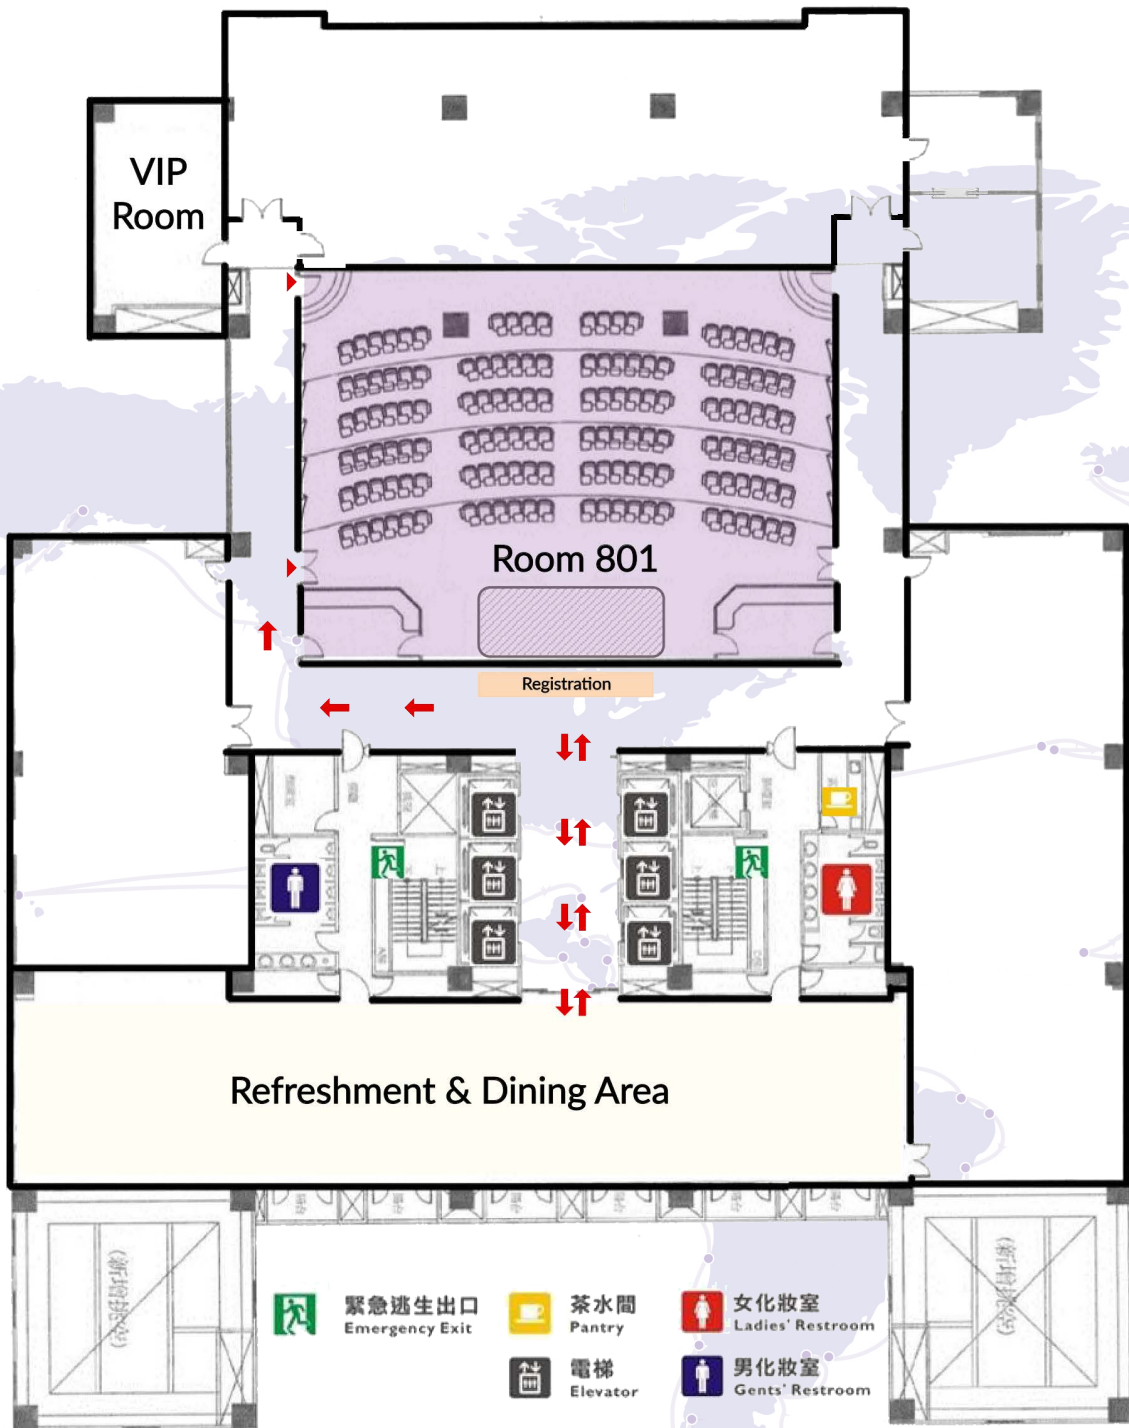 VIP
Room
Room 801
Registration
Refreshment & Dining Area
緊急逃生出口
Emergency Exit
茶水間
Pantry
女化妝室
Ladies' Restroom
電梯
Elevator
男化妝室
Gents' Restroom